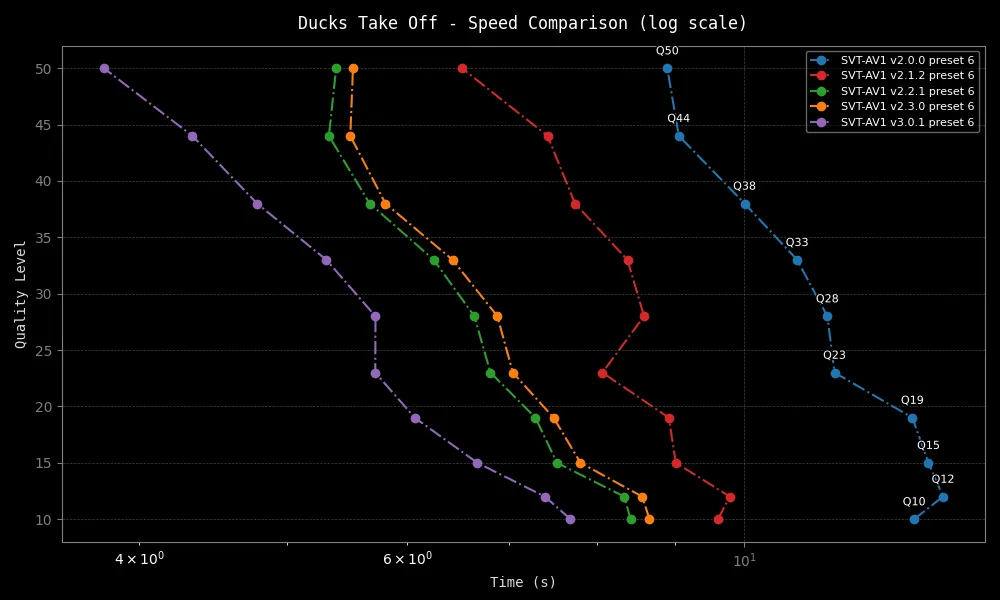 Ducks Take Off - Speed Comparison (log scale)
SVT-AV1 v2.0.0 preset 6
SVT-AV1 v2.1.2 preset 6
SVT-AV1 v2.2.1 preset 6
SVT-AV1 v2.3.0 preset 6
SVT-AV1 v3.0.1 preset 6
Q50
Q44
Q38
Q33
Q28
Q23
Q19
Q15
Q12
Q10
Quality Level
50
45
40
35
30
25
20
15
10
4 × 10⁰
6 × 10⁰
10¹
Time (s)